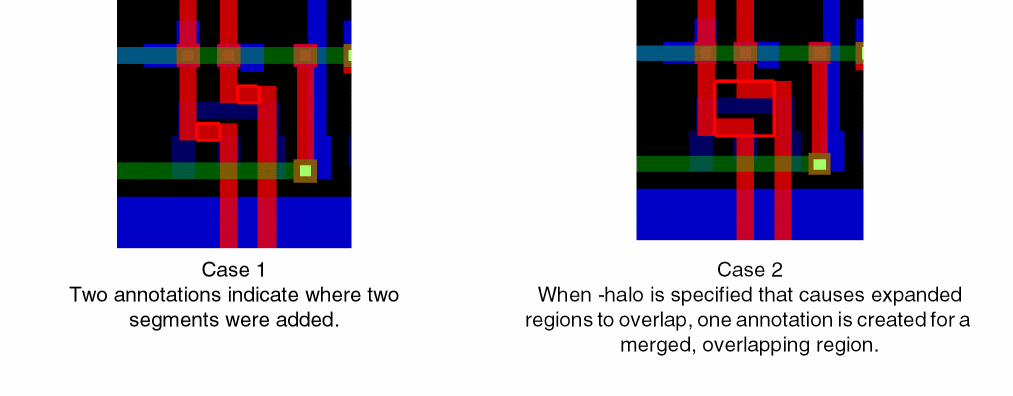 Case 1
Two annotations indicate where two
segments were added.
Case 2
When -halo is specified that causes expanded
regions to overlap, one annotation is created for a
merged, overlapping region.